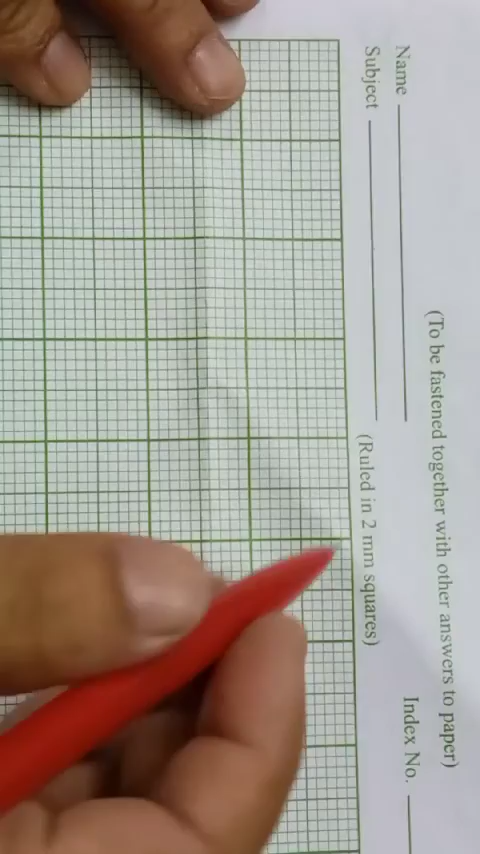 (To be fastened together with other answers to paper)
Name Index No.
Subject (Ruled in 2 mm squares)